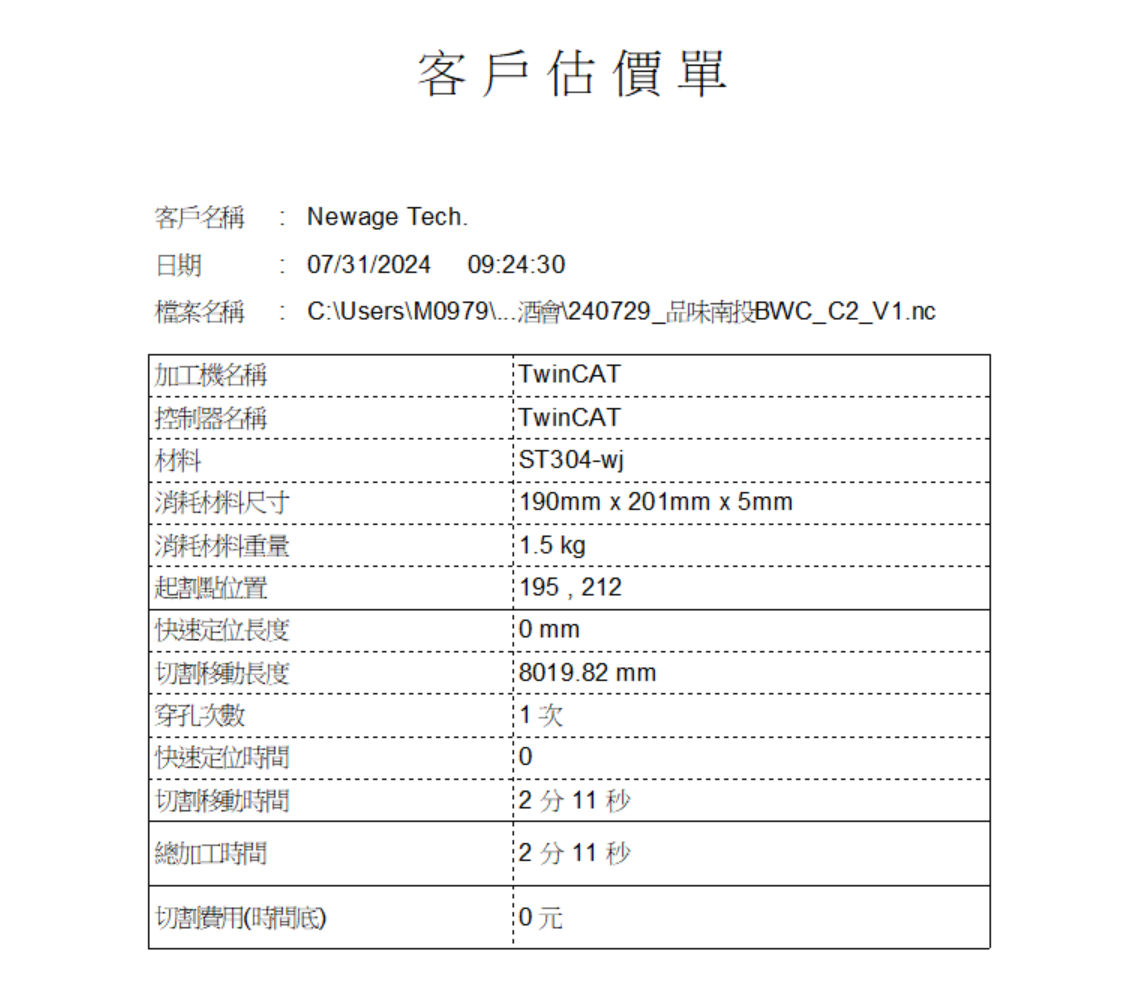 客戶估價單
客戶名稱 : Newage Tech.
日期 : 07/31/2024 09:24:30
檔案名稱 : C:\Users\M0979\...酒會\240729_品味南投BWC_C2_V1.nc
加工機名稱 TwinCAT
控制器名稱 TwinCAT
材料 ST304-wj
消耗材料尺寸 190mm x 201mm x 5mm
消耗材料重量 1.5 kg
起割點位置 195 , 212
快速定位長度 0 mm
切割移動長度 8019.82 mm
穿孔次數 1 次
快速定位時間 0
切割移動時間 2 分 11 秒
總加工時間 2 分 11 秒
切割費用(時間底) 0 元